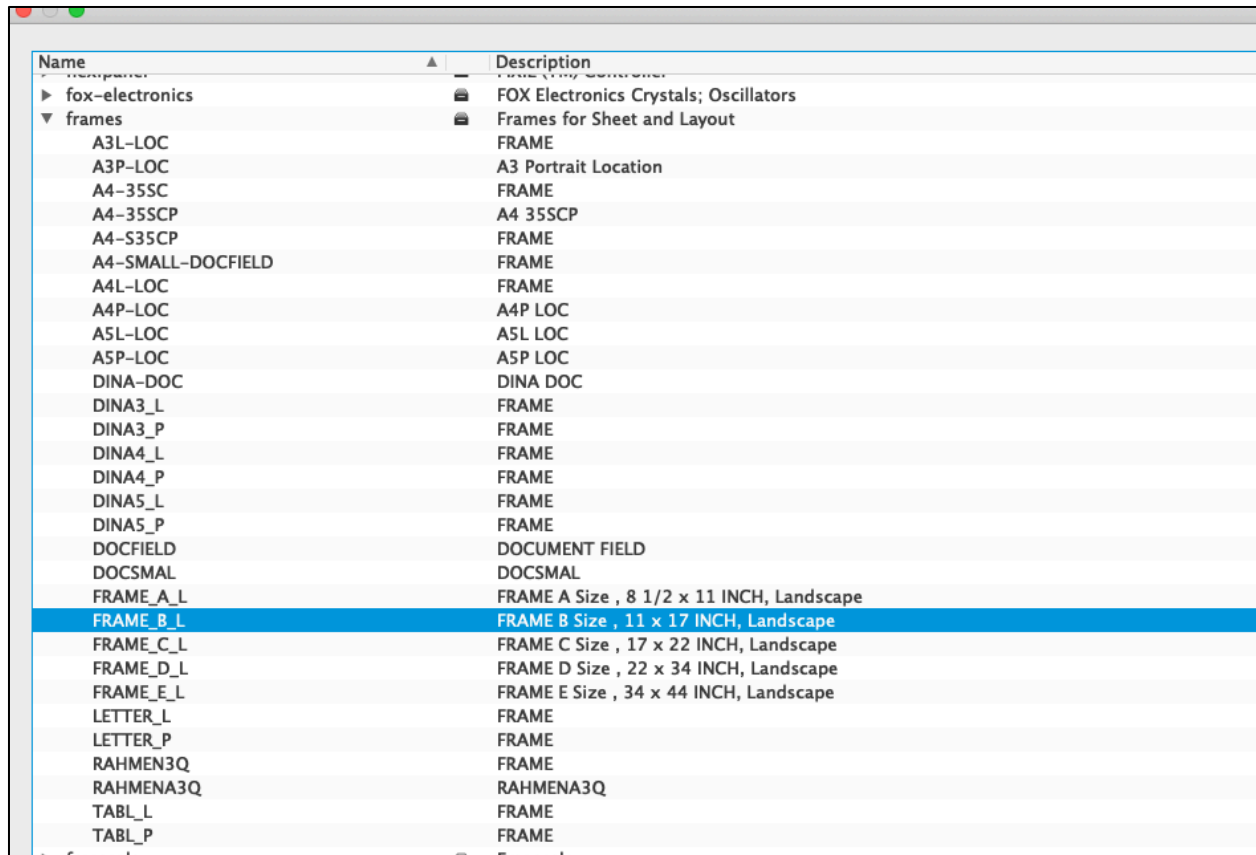 Name Description
fox-electronics FOX Electronics Crystals; Oscillators
frames Frames for Sheet and Layout
A3L-LOC FRAME
A3P-LOC A3 Portrait Location
A4-35SC FRAME
A4-35SCP A4 35SCP
A4-S35CP FRAME
A4-SMALL-DOCFIELD FRAME
A4L-LOC FRAME
A4P-LOC A4P LOC
A5L-LOC A5L LOC
A5P-LOC A5P LOC
DINA-DOC DINA DOC
DINA3_L FRAME
DINA3_P FRAME
DINA4_L FRAME
DINA4_P FRAME
DINA5_L FRAME
DINA5_P FRAME
DOCFIELD DOCUMENT FIELD
DOCSMAL DOCSMAL
FRAME_A_L FRAME A Size , 8 1/2 x 11 INCH, Landscape
FRAME_B_L FRAME B Size , 11 x 17 INCH, Landscape
FRAME_C_L FRAME C Size , 17 x 22 INCH, Landscape
FRAME_D_L FRAME D Size , 22 x 34 INCH, Landscape
FRAME_E_L FRAME E Size , 34 x 44 INCH, Landscape
LETTER_L FRAME
LETTER_P FRAME
RAHMEN3Q FRAME
RAHMENA3Q RAHMENA3Q
TABL_L FRAME
TABL_P FRAME